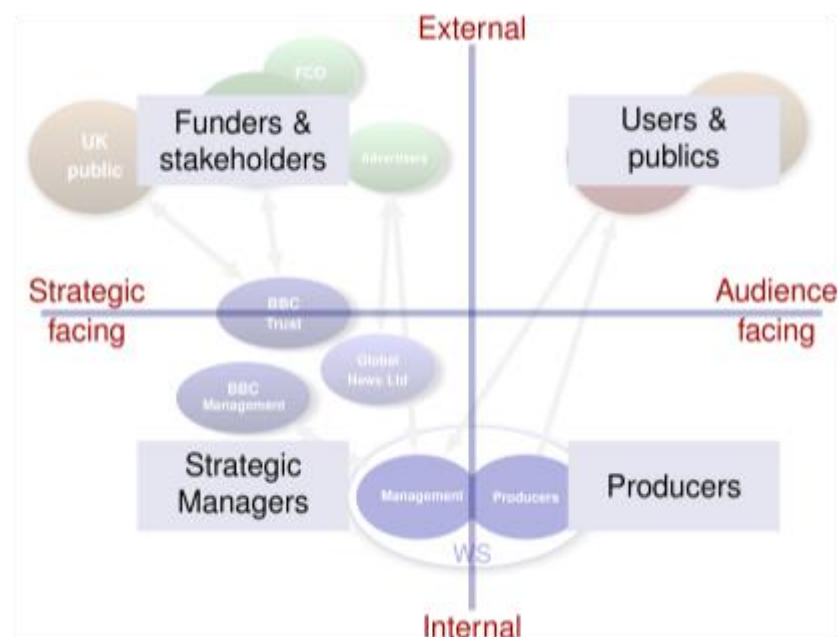 External
FCO
Funders &
stakeholders
Users &
publics
UK
public
Advertisers
Strategic
facing
Audience
facing
BBC
Trust
Global
News Ltd
BBC
Management
Strategic
Managers
Management
Producers
Producers
WS
Internal